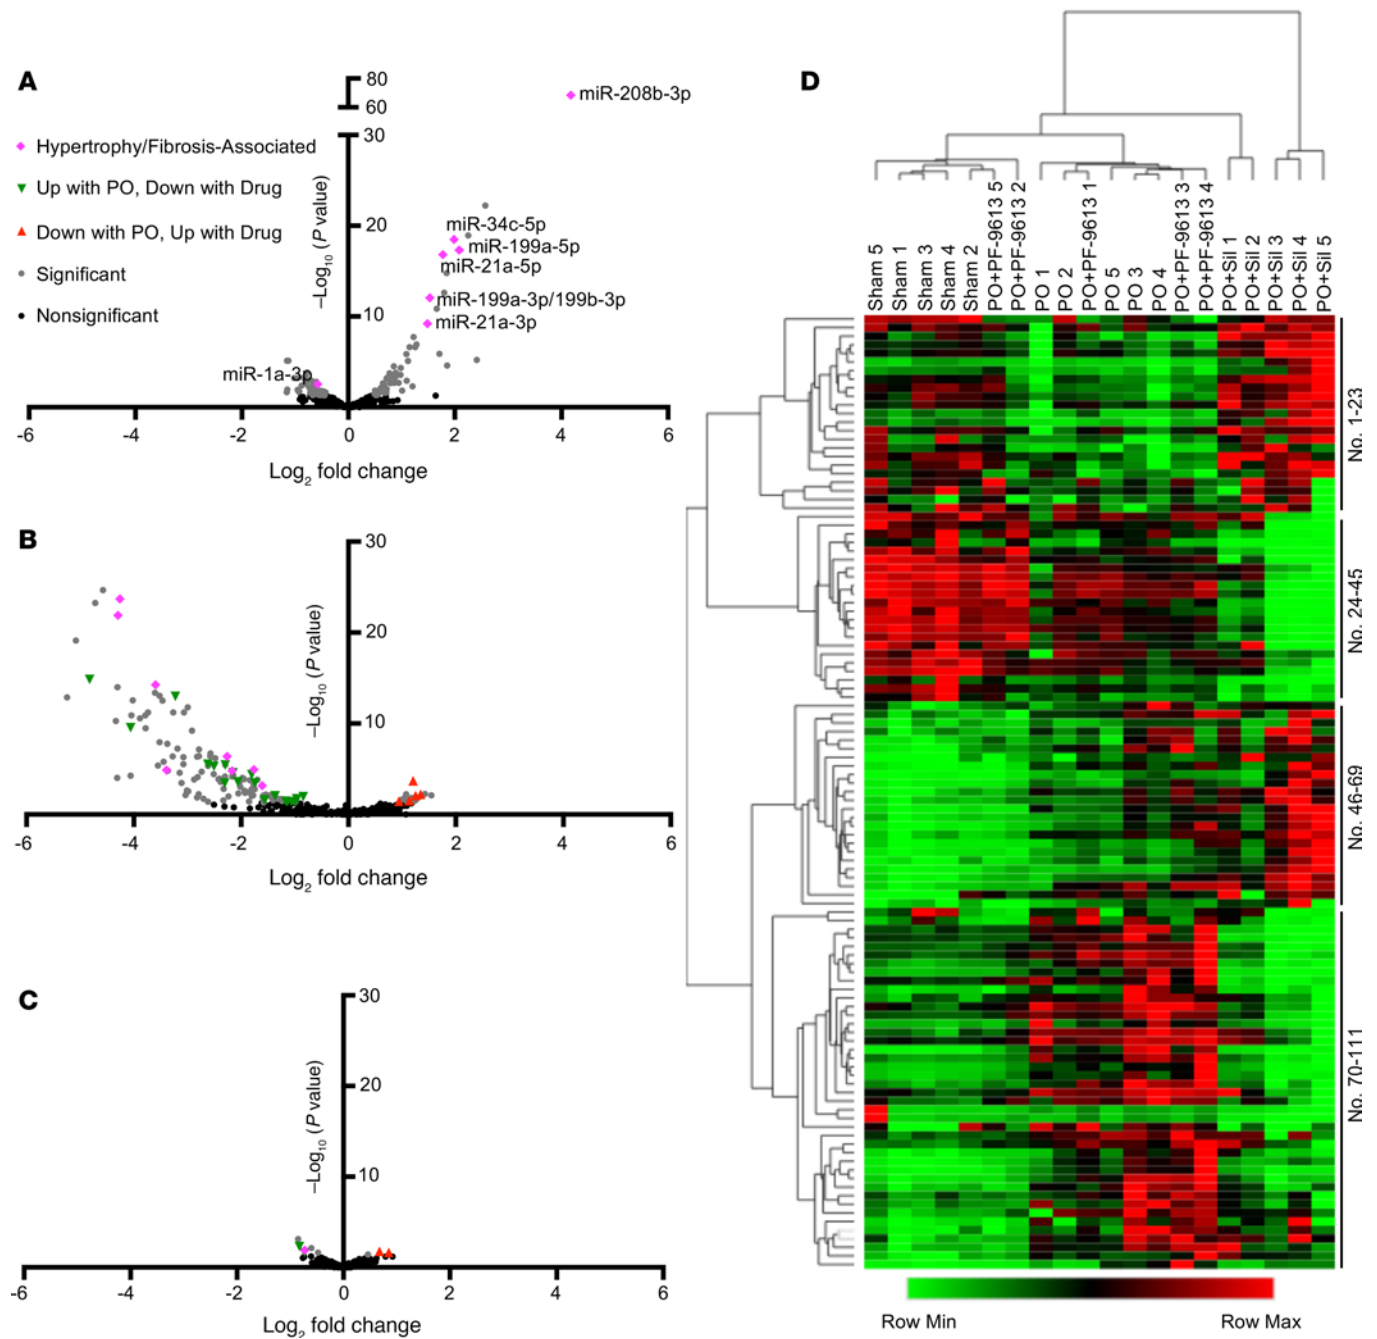 A
80
60
30
20
10
–Log10 (P value)
Hypertrophy/Fibrosis-Associated
Up with PO, Down with Drug
Down with PO, Up with Drug
Significant
Nonsignificant
miR-208b-3p
miR-34c-5p
miR-199a-5p
miR-21a-5p
miR-199a-3p/199b-3p
miR-21a-3p
miR-1a-3p
-6 -4 -2 0 2 4 6
Log2 fold change
B
30
20
10
–Log10 (P value)
-6 -4 -2 0 2 4 6
Log2 fold change
C
30
20
10
–Log10 (P value)
-6 -4 -2 0 2 4 6
Log2 fold change
D
Sham 5
Sham 1
Sham 3
Sham 4
Sham 2
PO+PF-9613 5
PO+PF-9613 2
PO 1
PO 2
PO+PF-9613 1
PO 5
PO 3
PO 4
PO+PF-9613 3
PO+PF-9613 4
PO+Sil 1
PO+Sil 2
PO+Sil 3
PO+Sil 4
PO+Sil 5
No. 1-23
No. 24-45
No. 46-69
No. 70-111
Row Min
Row Max